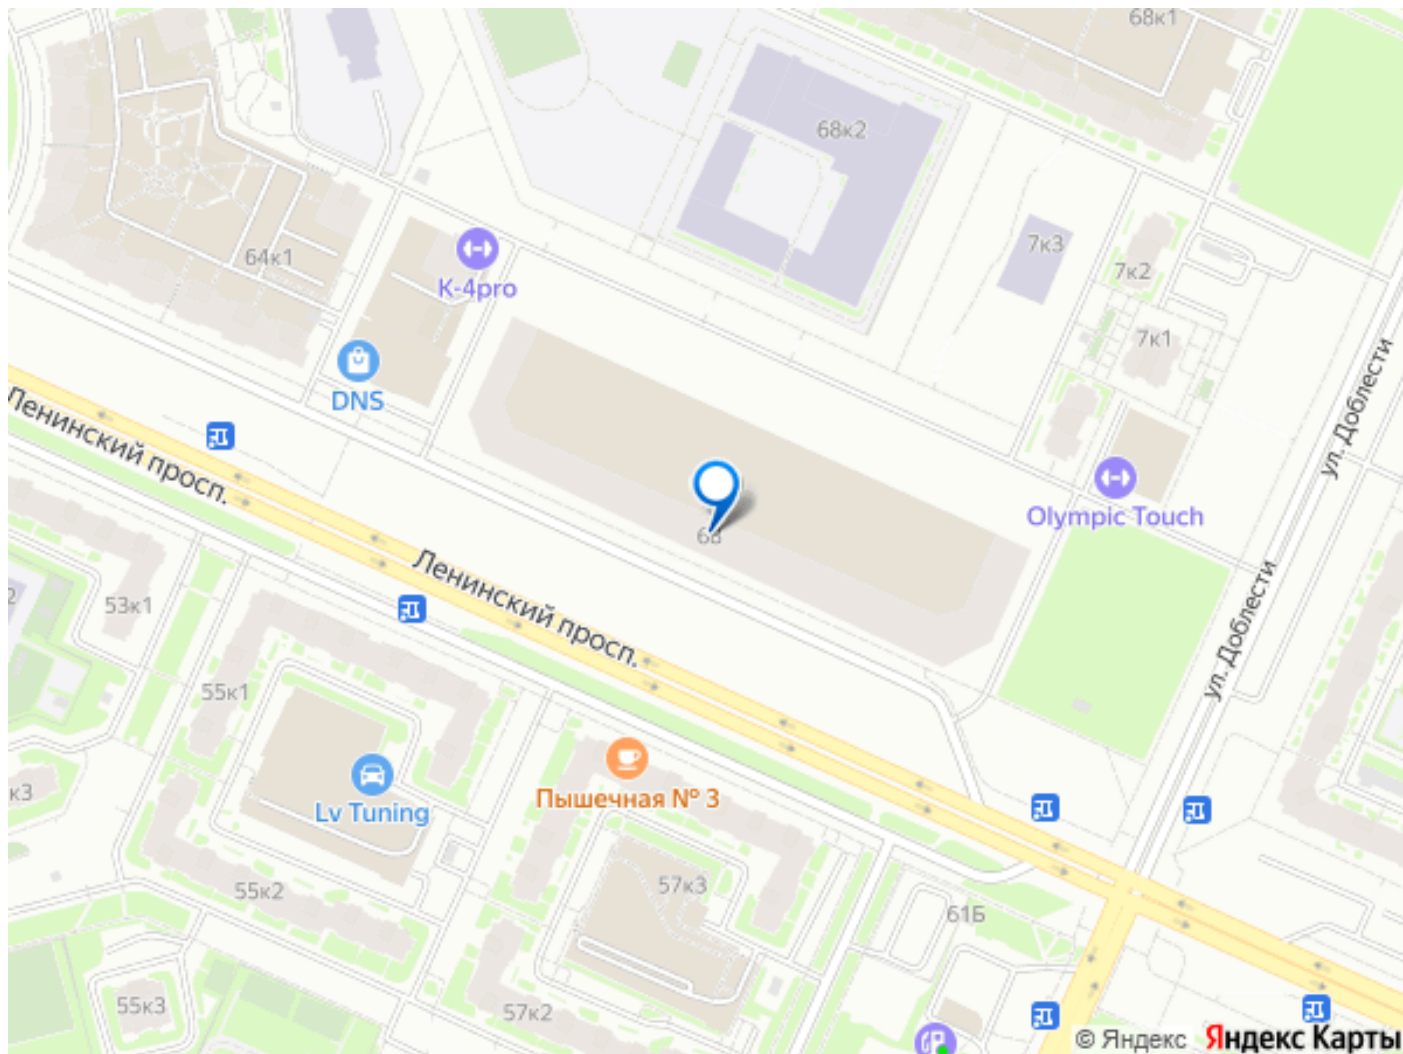 68к1
68к2
7к3
7к2
64к1
K-4pro
7к1
ул. Доблести
DNS
Ленинский просп.
Olympic Touch
Ленинский просп.
ул. Доблести
53к1
55к1
Пышечная № 3
к3
Lv Tuning
57к3
55к2
61Б
55к3
57к2
© Яндекс Яндекс Карты